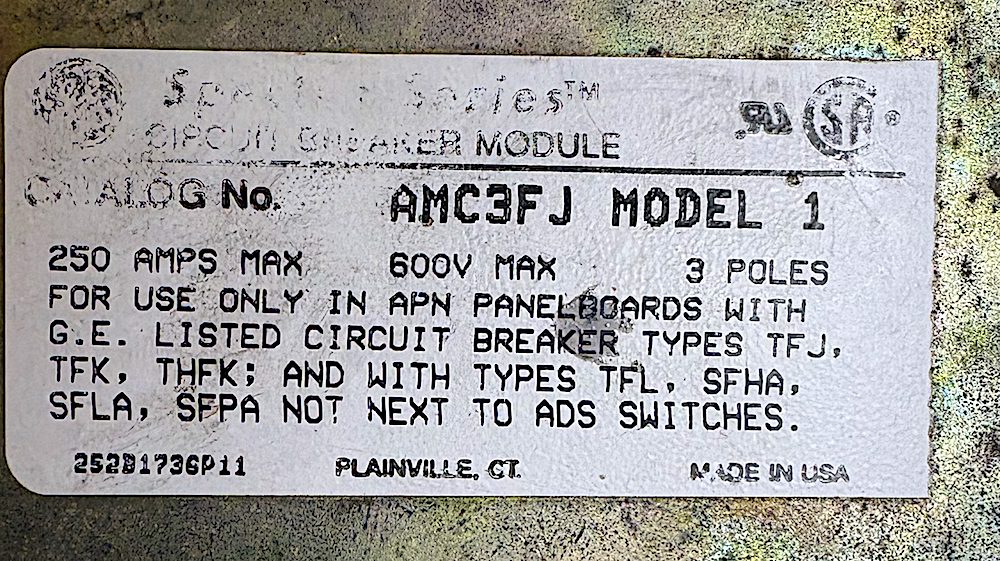 Series™
CIRCUIT BREAKER MODULE
CATALOG No. AMC3FJ MODEL 1
250 AMPS MAX 600V MAX 3 POLES
FOR USE ONLY IN APN PANELBOARDS WITH
G.E. LISTED CIRCUIT BREAKER TYPES TFJ,
TFK, THFK; AND WITH TYPES TFL, SFHA,
SFLA, SFPA NOT NEXT TO ADS SWITCHES.
PLAINVILLE, CT. MADE IN USA